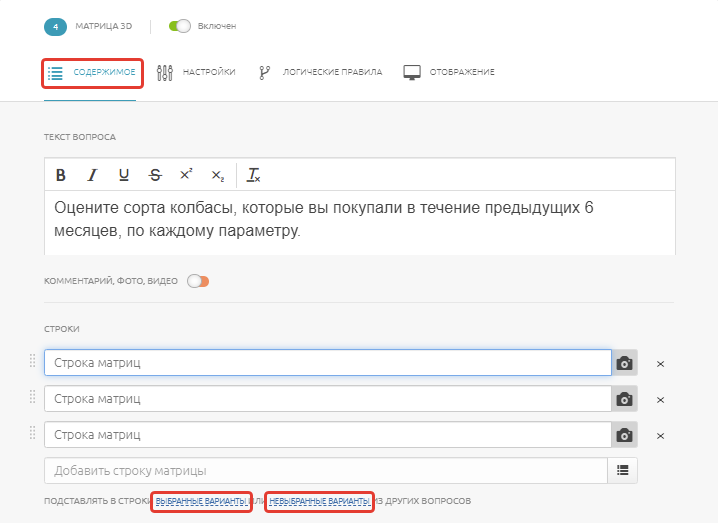 4 МАТРИЦА 3D Включен
СОДЕРЖИМОЕ НАСТРОЙКИ ЛОГИЧЕСКИЕ ПРАВИЛА ОТОБРАЖЕНИЕ
ТЕКСТ ВОПРОСА
B I U S x² x₂ Tx
Оцените сорта колбасы, которые вы покупали в течение предыдущих 6
месяцев, по каждому параметру.
КОММЕНТАРИЙ, ФОТО, ВИДЕО
СТРОКИ
Строка матриц
Строка матриц
Строка матриц
Добавить строку матрицы
ПОДСТАВЛЯТЬ В СТРОКИ ВЫБРАННЫЕ ВАРИАНТЫ ИЛИ НЕВЫБРАННЫЕ ВАРИАНТЫ ИЗ ДРУГИХ ВОПРОСОВ